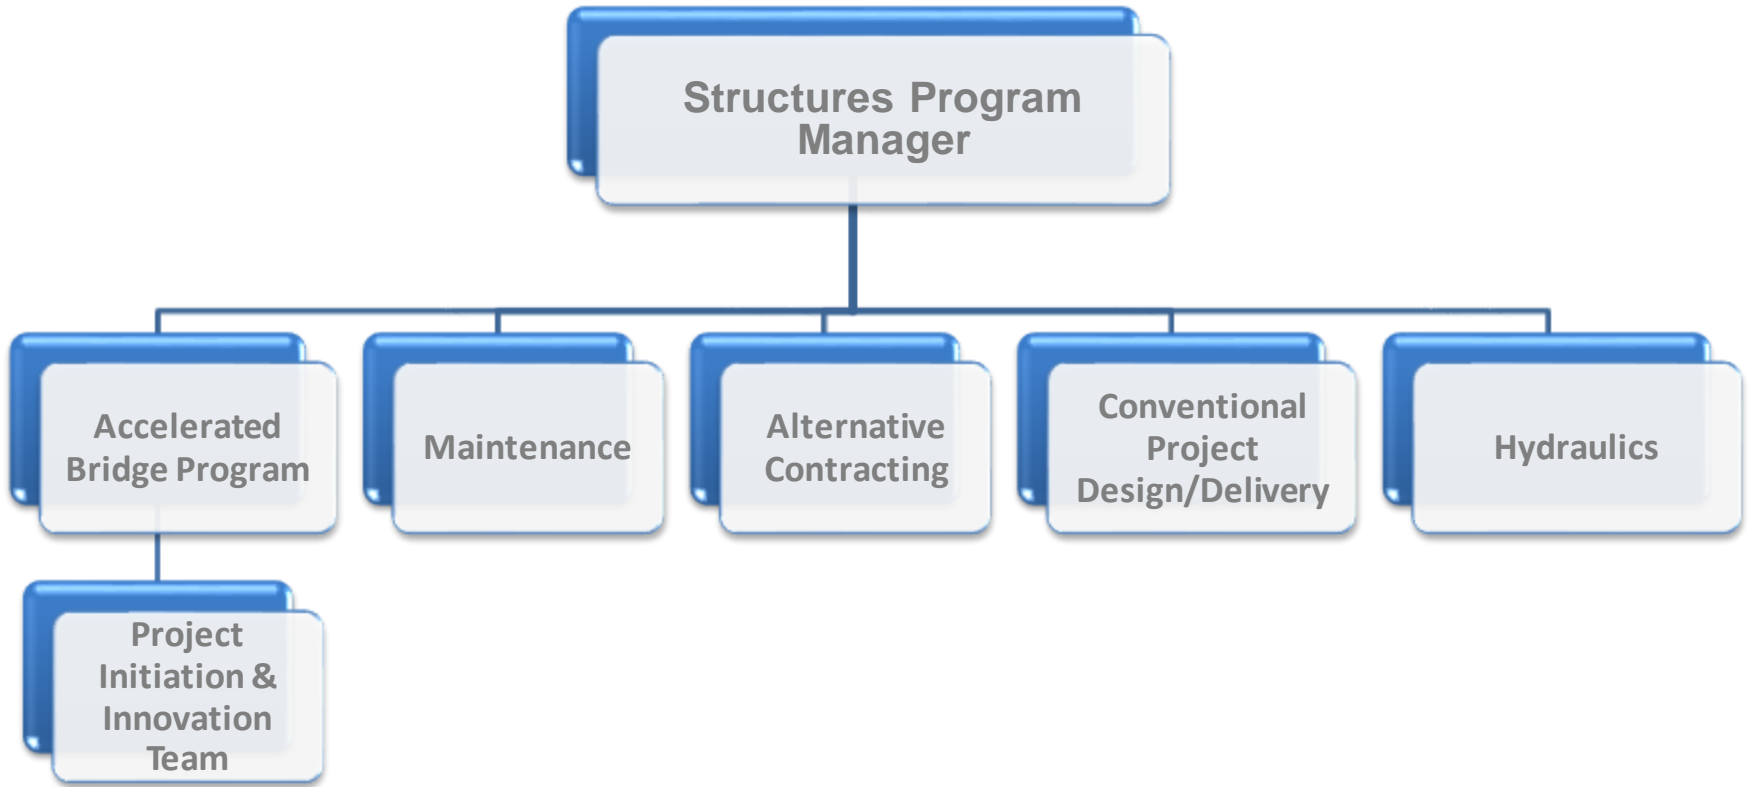 Structures Program
Manager
Accelerated
Bridge Program
Maintenance
Alternative
Contracting
Conventional
Project
Design/Delivery
Hydraulics
Project
Initiation &
Innovation
Team